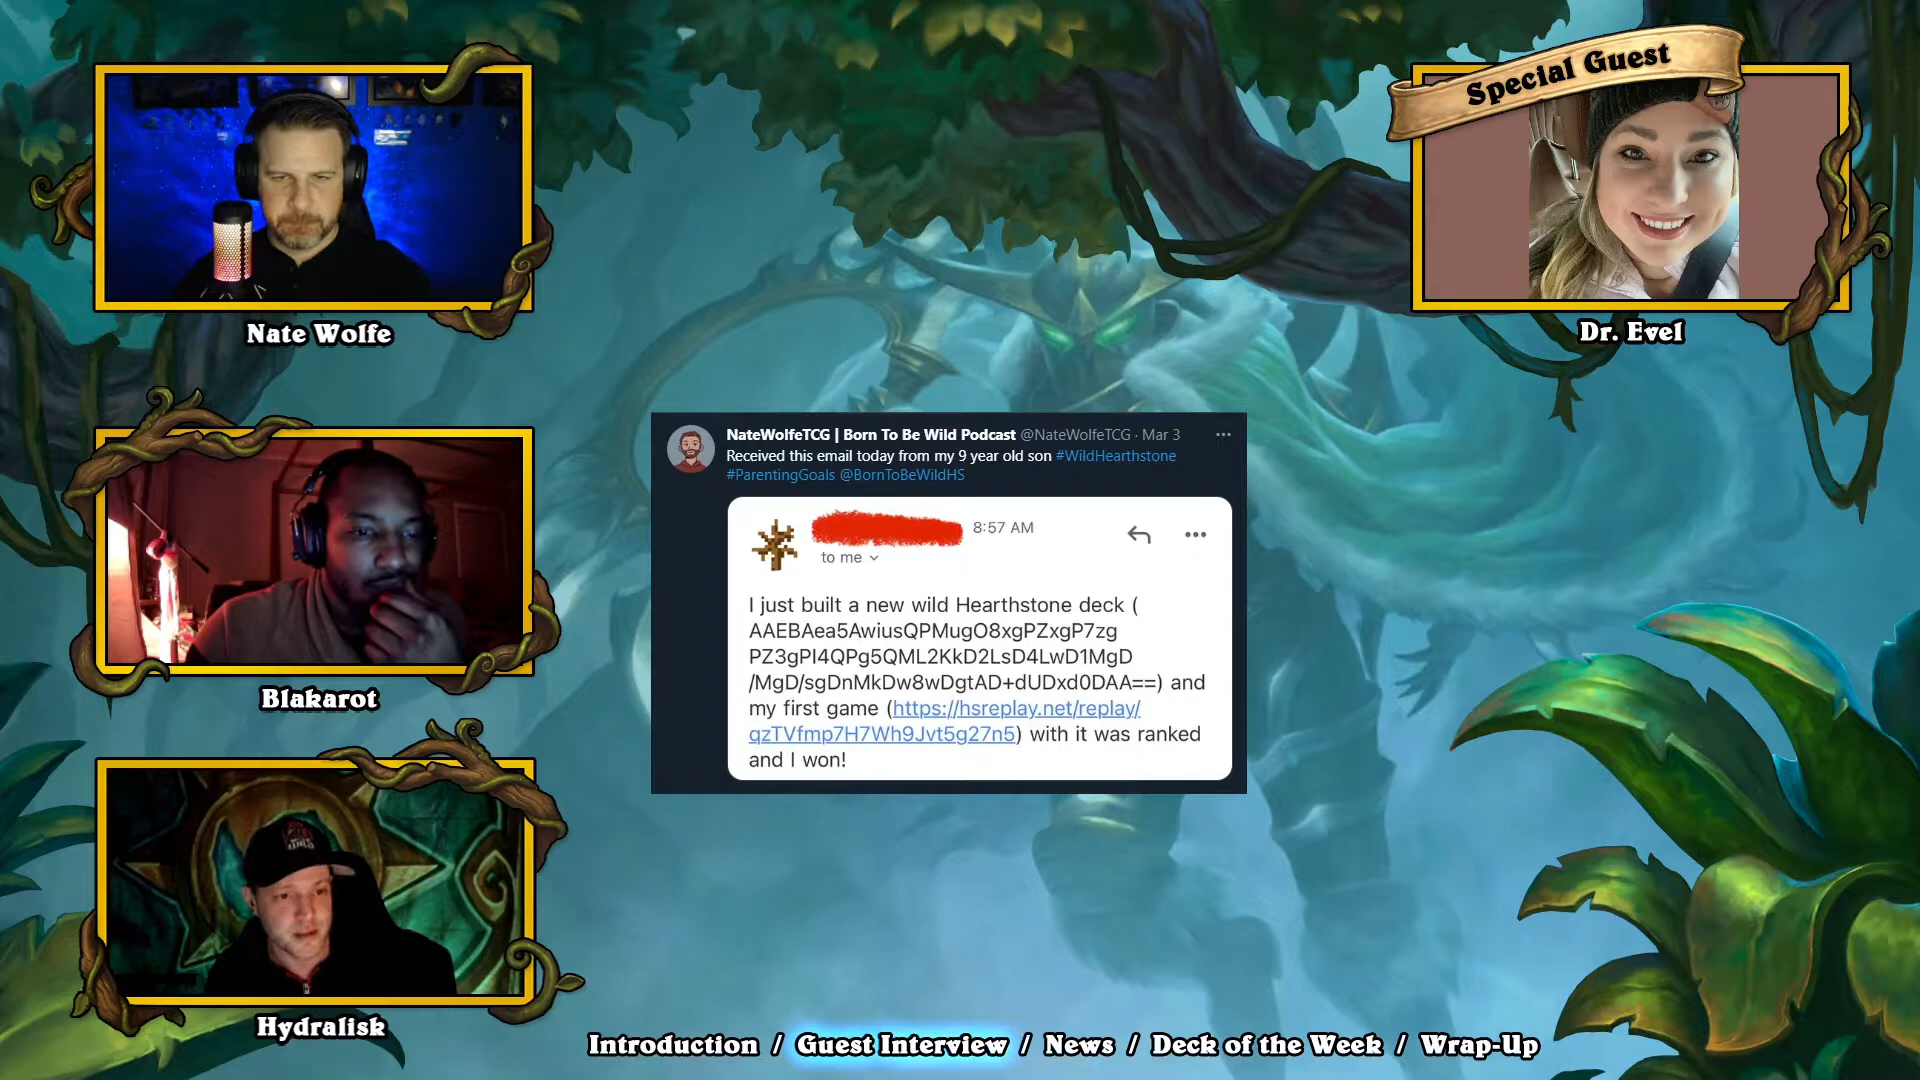 Special Guest
Nate Wolfe
Dr. Evel
NateWolfeTCG | Born To Be Wild Podcast @NateWolfeTCG · Mar 3
Received this email today from my 9 year old son #WildHearthstone
#ParentingGoals @BornToBeWildHS
8:57 AM
to me
I just built a new wild Hearthstone deck (
AAEBAea5AwiusQPMugO8xgPZxgP7zg
PZ3gPI4QPg5QML2KkD2LsD4LwD1MgD
/MgD/sgDnMkDw8wDgtAD+dUDxd0DAA==) and
my first game (https://hsreplay.net/replay/
qzTVfmp7H7Wh9Jvt5g27n5) with it was ranked
and I won!
Blakarot
Hydralisk
Introduction / Guest Interview / News / Deck of the Week / Wrap-Up